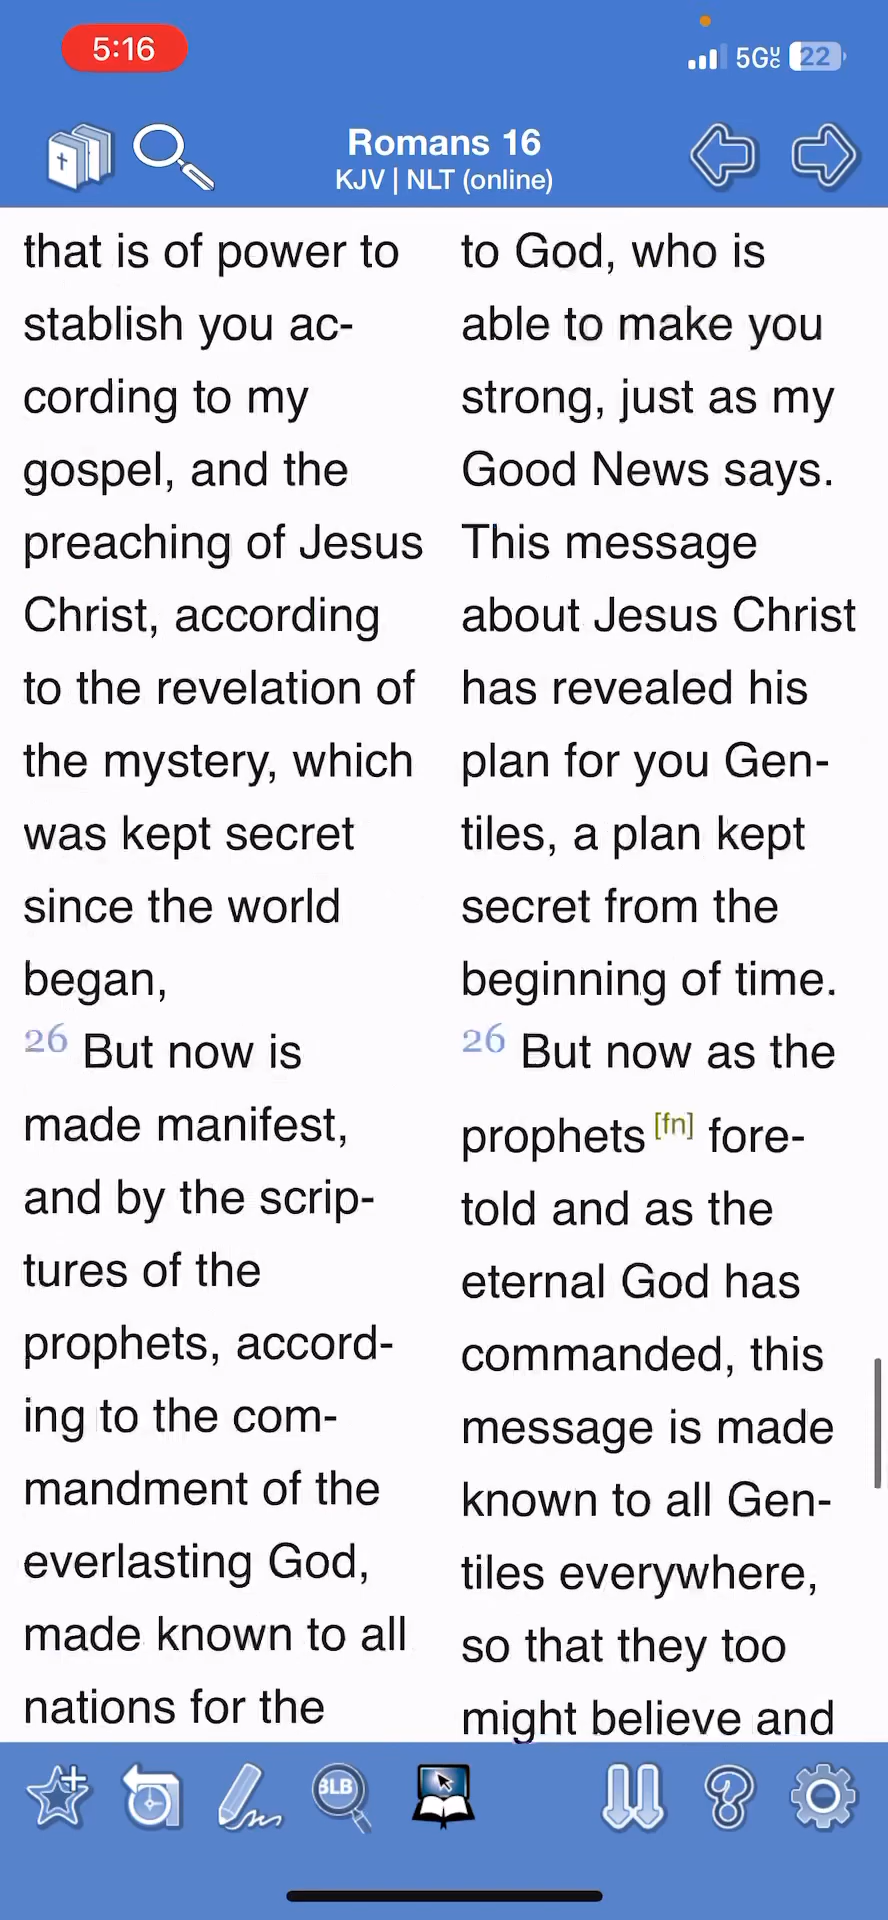 5:16
5GUC 22
Romans 16
KJV | NLT (online)
that is of power to
stablish you ac-
cording to my
gospel, and the
preaching of Jesus
Christ, according
to the revelation of
the mystery, which
was kept secret
since the world
began,
26 But now is
made manifest,
and by the scrip-
tures of the
prophets, accord-
ing to the com-
mandment of the
everlasting God,
made known to all
nations for the
to God, who is
able to make you
strong, just as my
Good News says.
This message
about Jesus Christ
has revealed his
plan for you Gen-
tiles, a plan kept
secret from the
beginning of time.
26 But now as the
prophets [fn] fore-
told and as the
eternal God has
commanded, this
message is made
known to all Gen-
tiles everywhere,
so that they too
might believe and
BLB